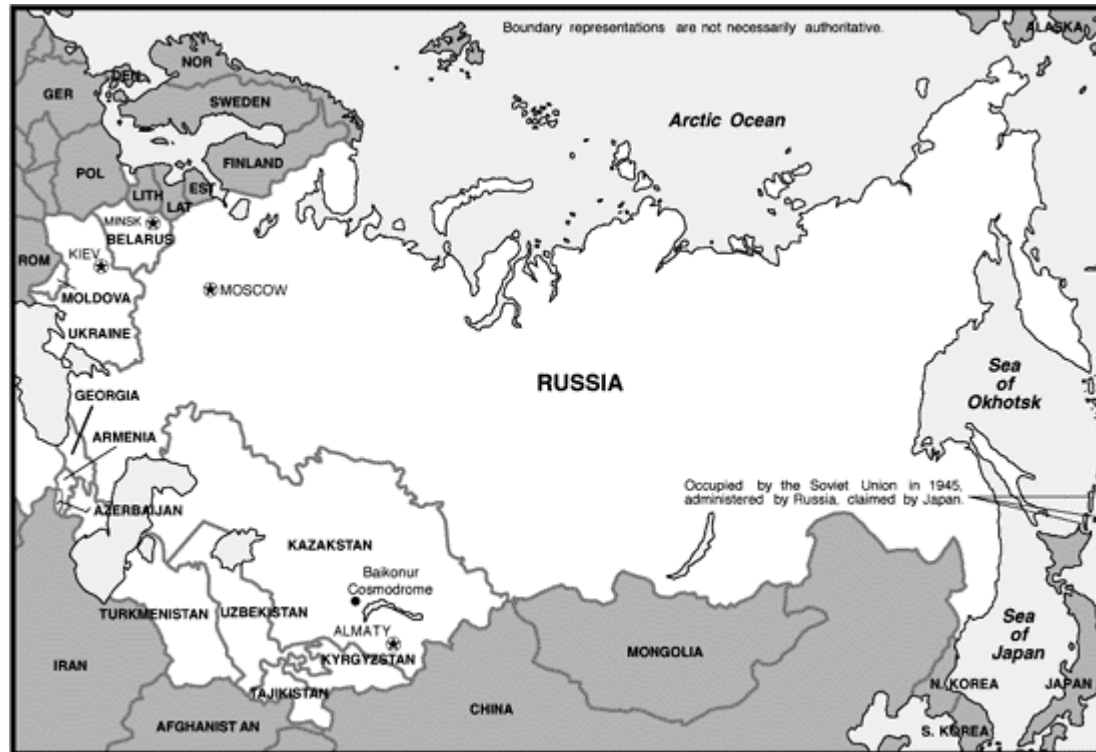 Boundary representations are not necessarily authoritative.
ALASKA
NOR
DEN
GER
SWEDEN
Arctic Ocean
FINLAND
POL
EST
LITH
LAT
MINSK
BELARUS
KIEV
ROM
MOSCOW
MOLDOVA
UKRAINE
RUSSIA
Sea
of
Okhotsk
GEORGIA
ARMENIA
Occupied by the Soviet Union in 1945,
administered by Russia, claimed by Japan.
AZERBAIJAN
KAZAKSTAN
Baikonur
Cosmodrome
TURKMENISTAN
UZBEKISTAN
ALMATY
Sea
of
Japan
IRAN
KYRGYZSTAN
MONGOLIA
TAJIKISTAN
N. KOREA
JAPAN
CHINA
AFGHANISTAN
S. KOREA